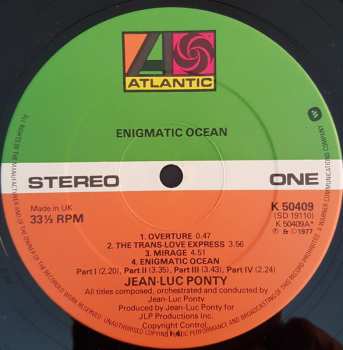 ATLANTIC
ENIGMATIC OCEAN
STEREO ONE
Made in UK
33⅓ RPM
K 50409
(SD 19110)
K 50409A
℗ & © 1977
1. OVERTURE 0.47
2. THE TRANS-LOVE EXPRESS 3.56
3. MIRAGE 4.51
4. ENIGMATIC OCEAN
Part I (2.20), Part II (3.35), Part III (3.43), Part IV (2.24)
JEAN-LUC PONTY
All titles composed, orchestrated and conducted by
Jean-Luc Ponty
Produced by Jean-Luc Ponty for
JLP Productions Inc.
Copyright Control